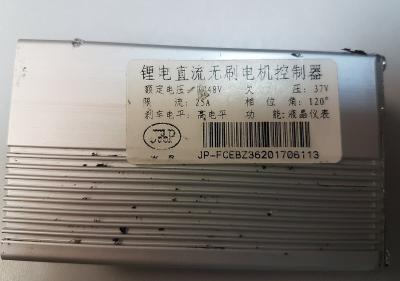 锂电直流无刷电机控制器
额定电压: 48V 欠 压: 37V
限 流: 25A 相 位 角: 120°
刹车电平: 高电平 功 能: 液晶仪表
JP
JP-FCEBZ36201706113